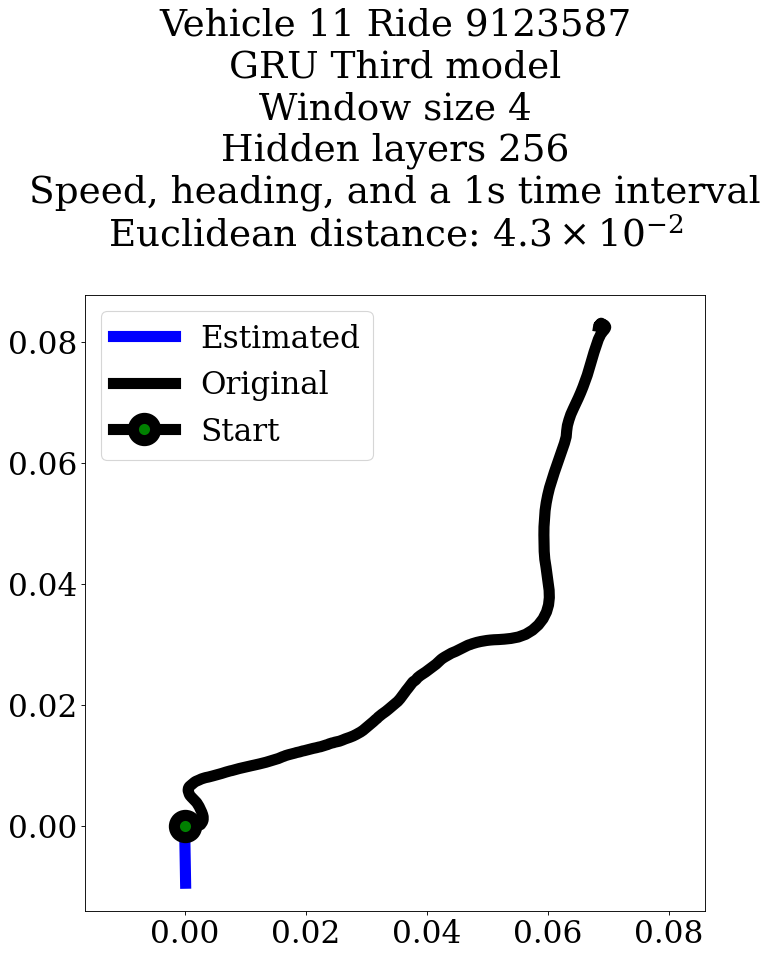 Vehicle 11 Ride 9123587
GRU Third model
Window size 4
Hidden layers 256
Speed, heading, and a 1s time interval
Euclidean distance: 4.3 × 10⁻²
Estimated
Original
Start
0.08
0.06
0.04
0.02
0.00
0.00 0.02 0.04 0.06 0.08